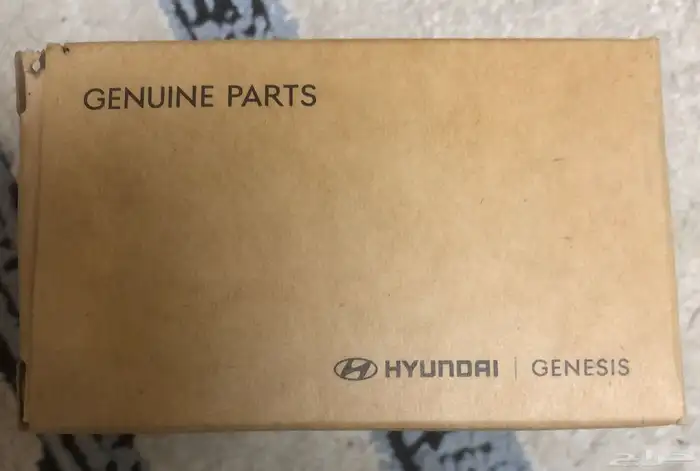 GENUINE PARTS
HYUNDAI | GENESIS